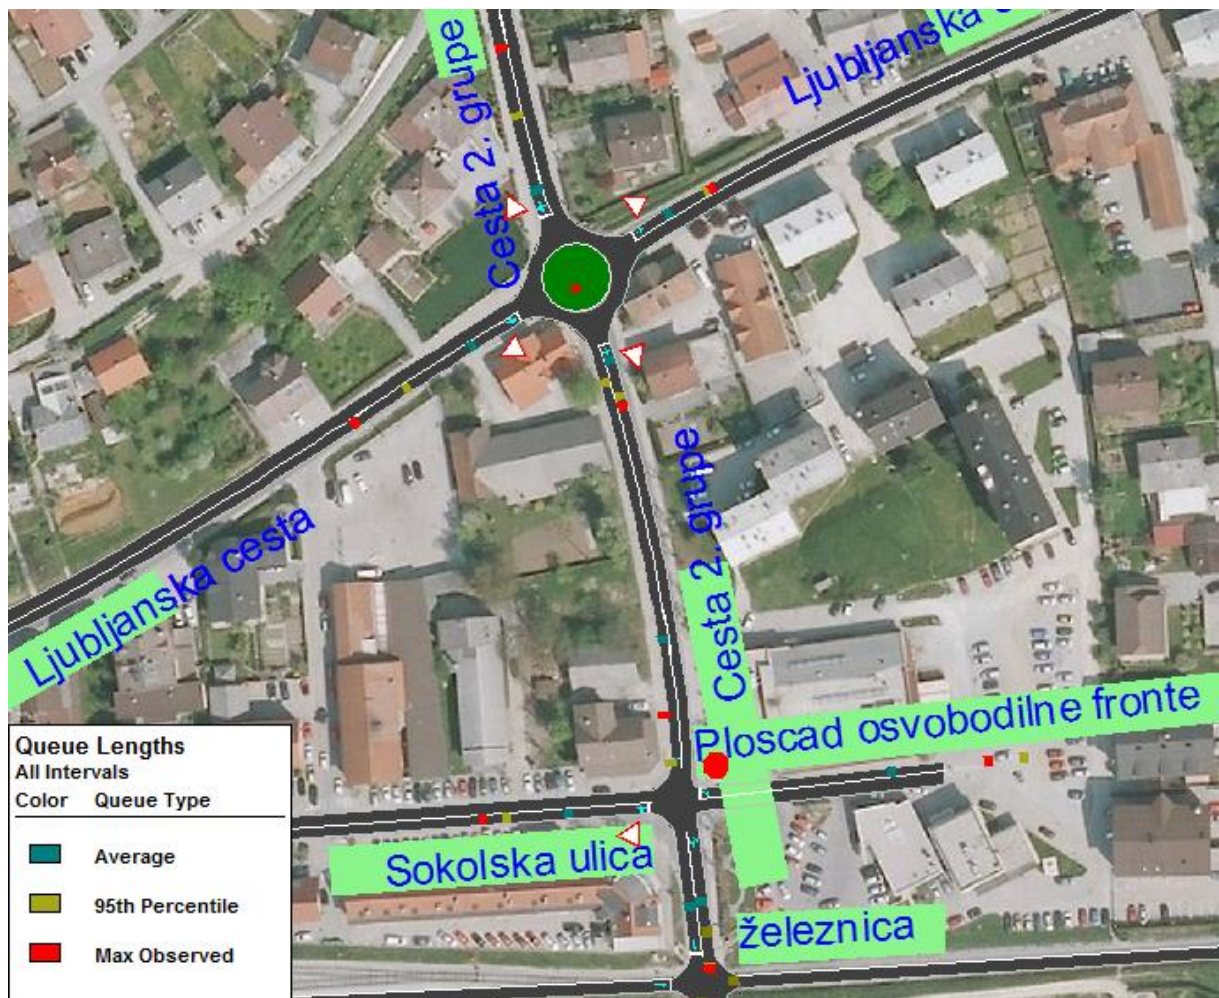 Cesta 2. grupe
Ljubljanska c
Ljubljanska cesta
Cesta 2. grupe
Ploscad osvobodilne fronte
Sokolska ulica
železnica
Queue Lengths
All Intervals
Color Queue Type
Average
95th Percentile
Max Observed